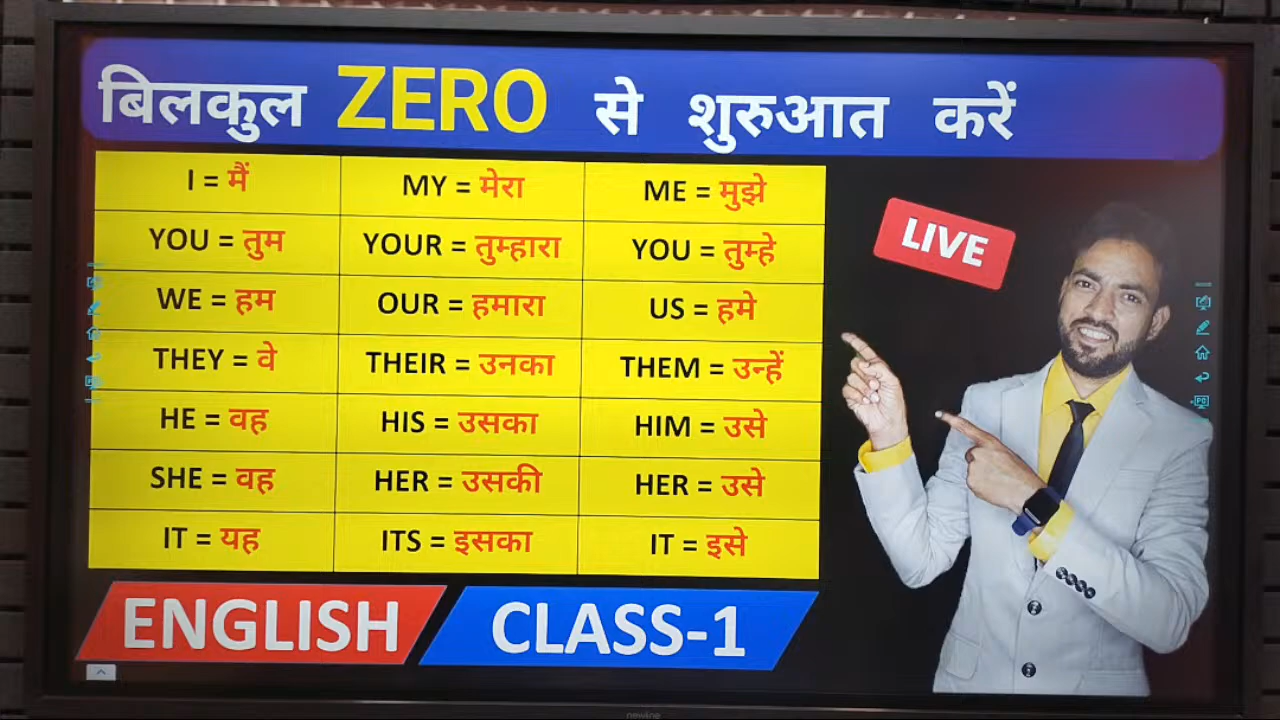 बिलकुल ZERO से शुरुआत करें
I = मैं MY = मेरा ME = मुझे
YOU = तुम YOUR = तुम्हारा YOU = तुम्हे
WE = हम OUR = हमारा US = हमे
THEY = वे THEIR = उनका THEM = उन्हें
HE = वह HIS = उसका HIM = उसे
SHE = वह HER = उसकी HER = उसे
IT = यह ITS = इसका IT = इसे
LIVE
ENGLISH CLASS-1
PC
newline